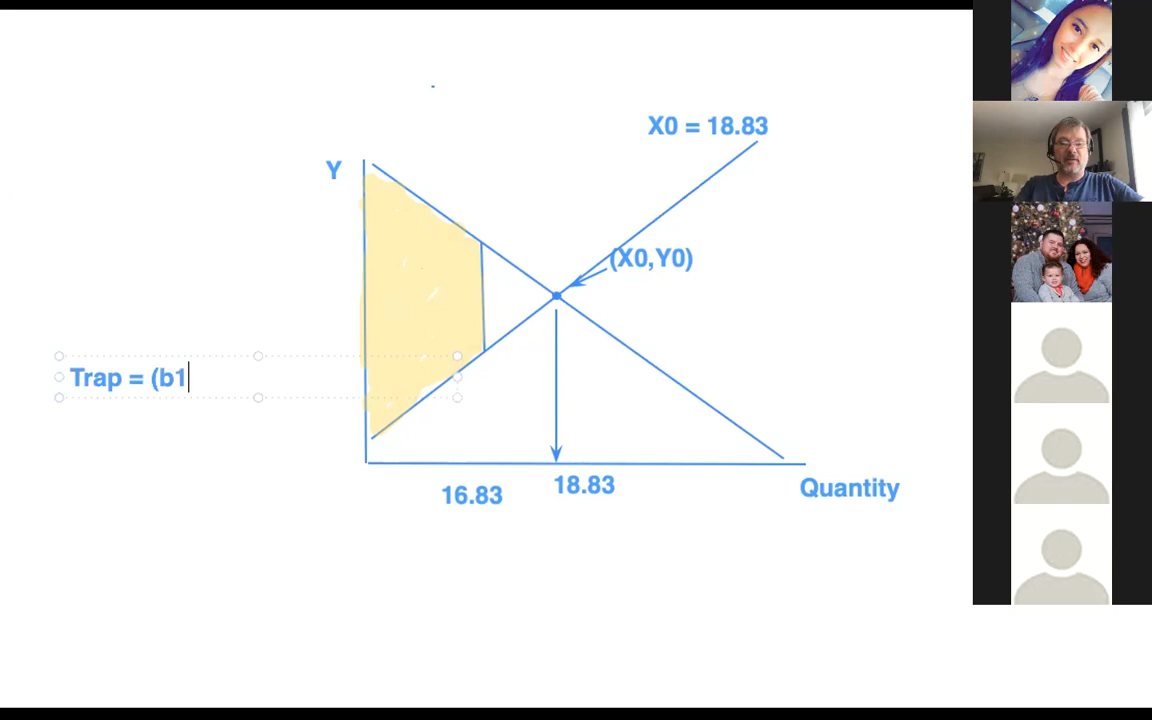 X0 = 18.83
Y
(X0,Y0)
Trap = (b1
16.83
18.83
Quantity